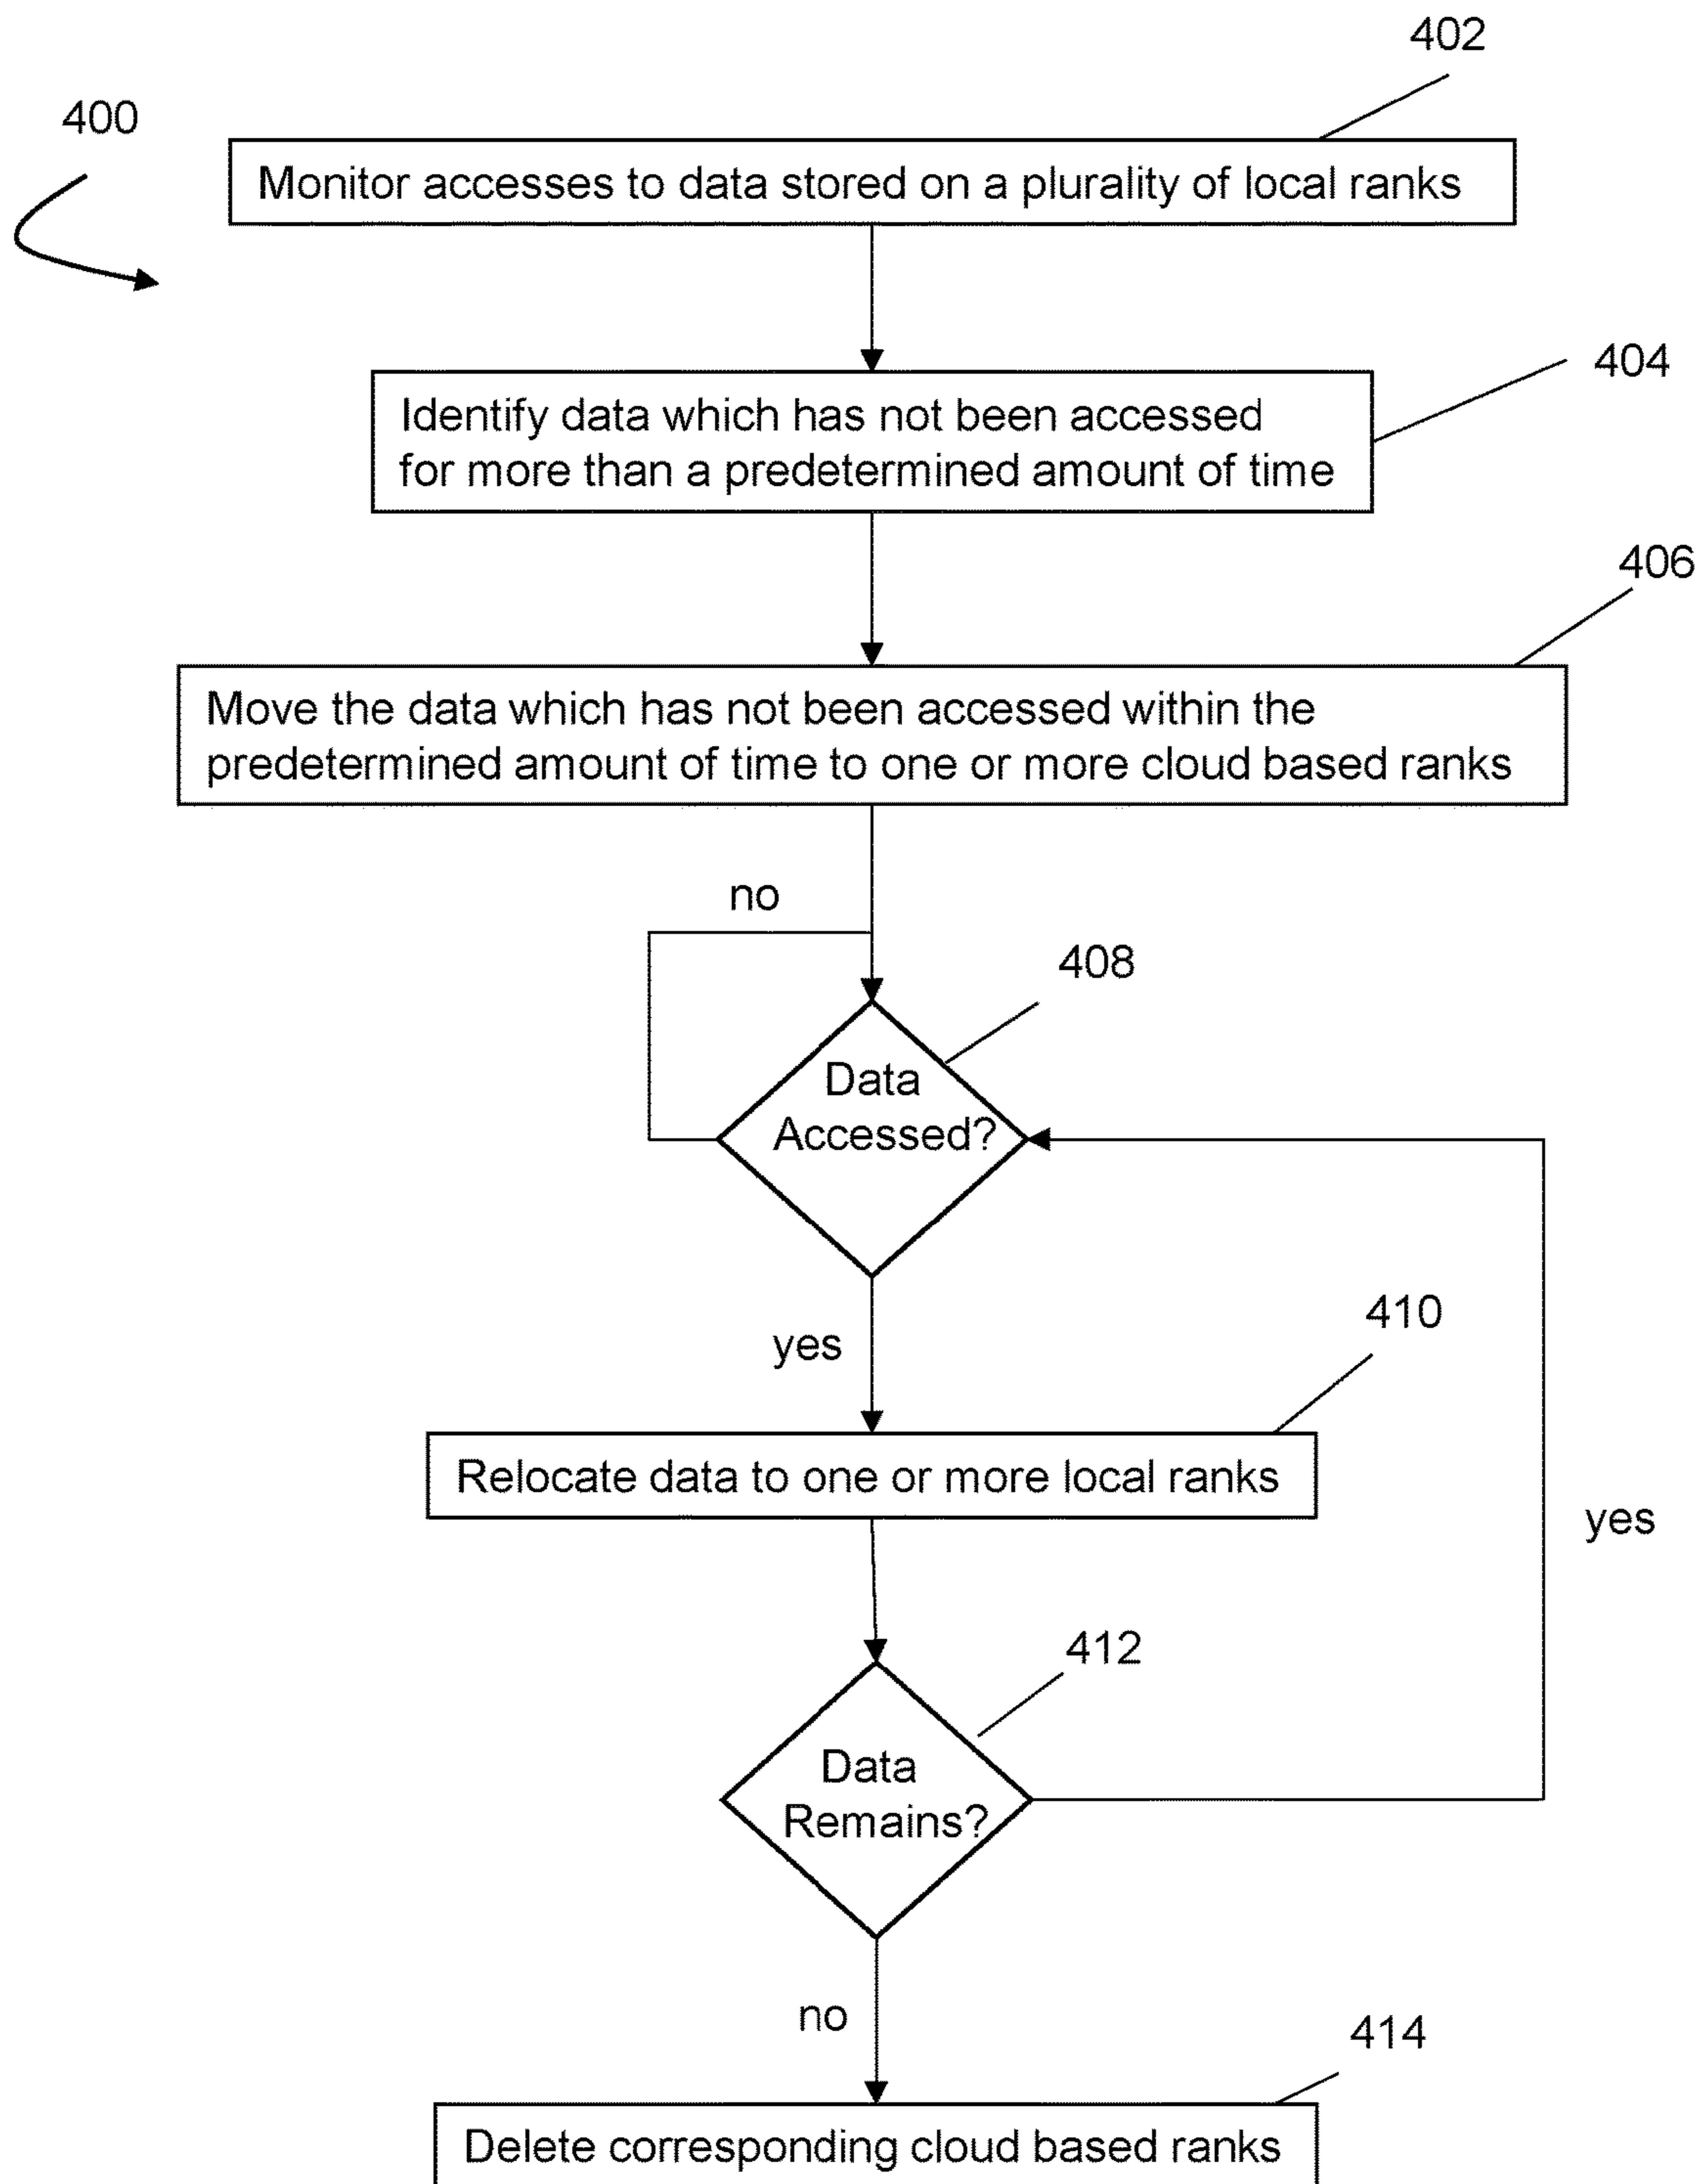 402
400
Monitor accesses to data stored on a plurality of local ranks
404
Identify data which has not been accessed
for more than a predetermined amount of time
406
Move the data which has not been accessed within the
predetermined amount of time to one or more cloud based ranks
no
408
Data
Accessed?
yes
410
Relocate data to one or more local ranks
yes
412
Data
Remains?
no
414
Delete corresponding cloud based ranks